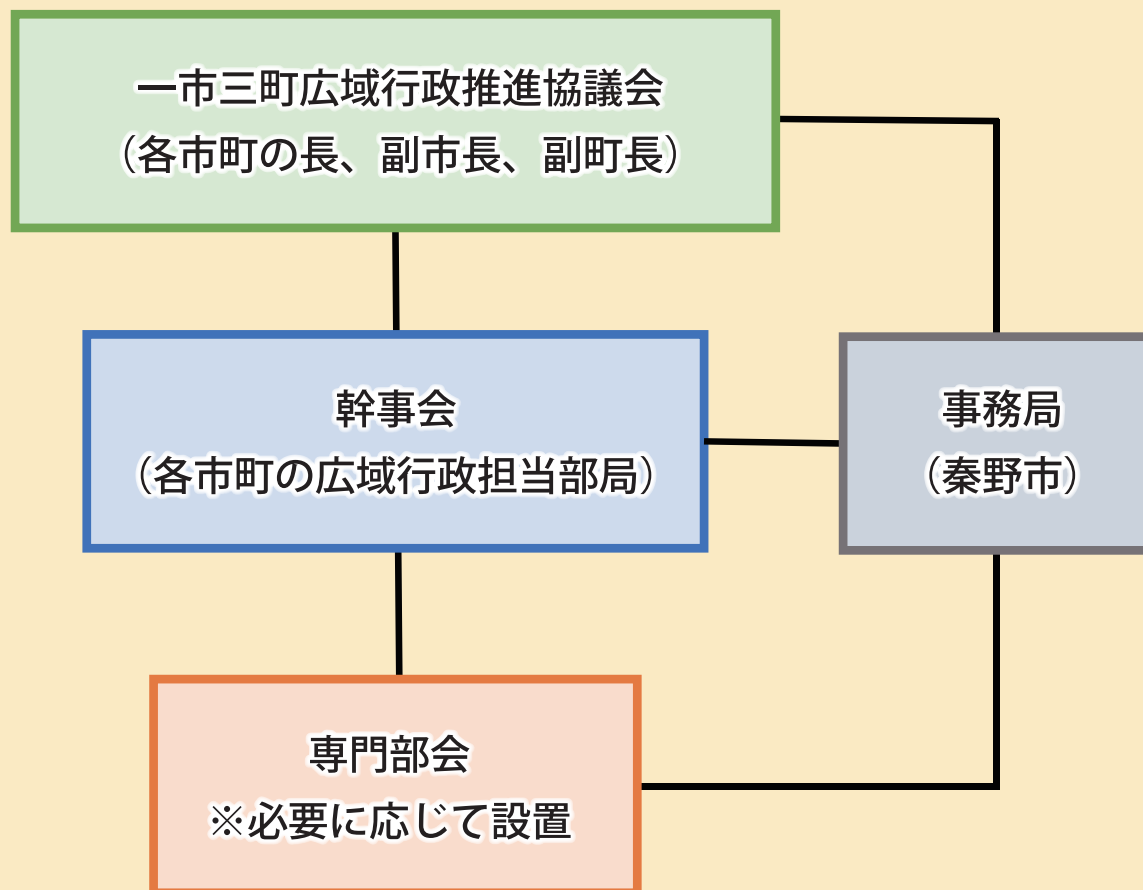 一市三町広域行政推進協議会
（各市町の長、副市長、副町長）
幹事会
（各市町の広域行政担当部局）
事務局
（秦野市）
専門部会
※必要に応じて設置